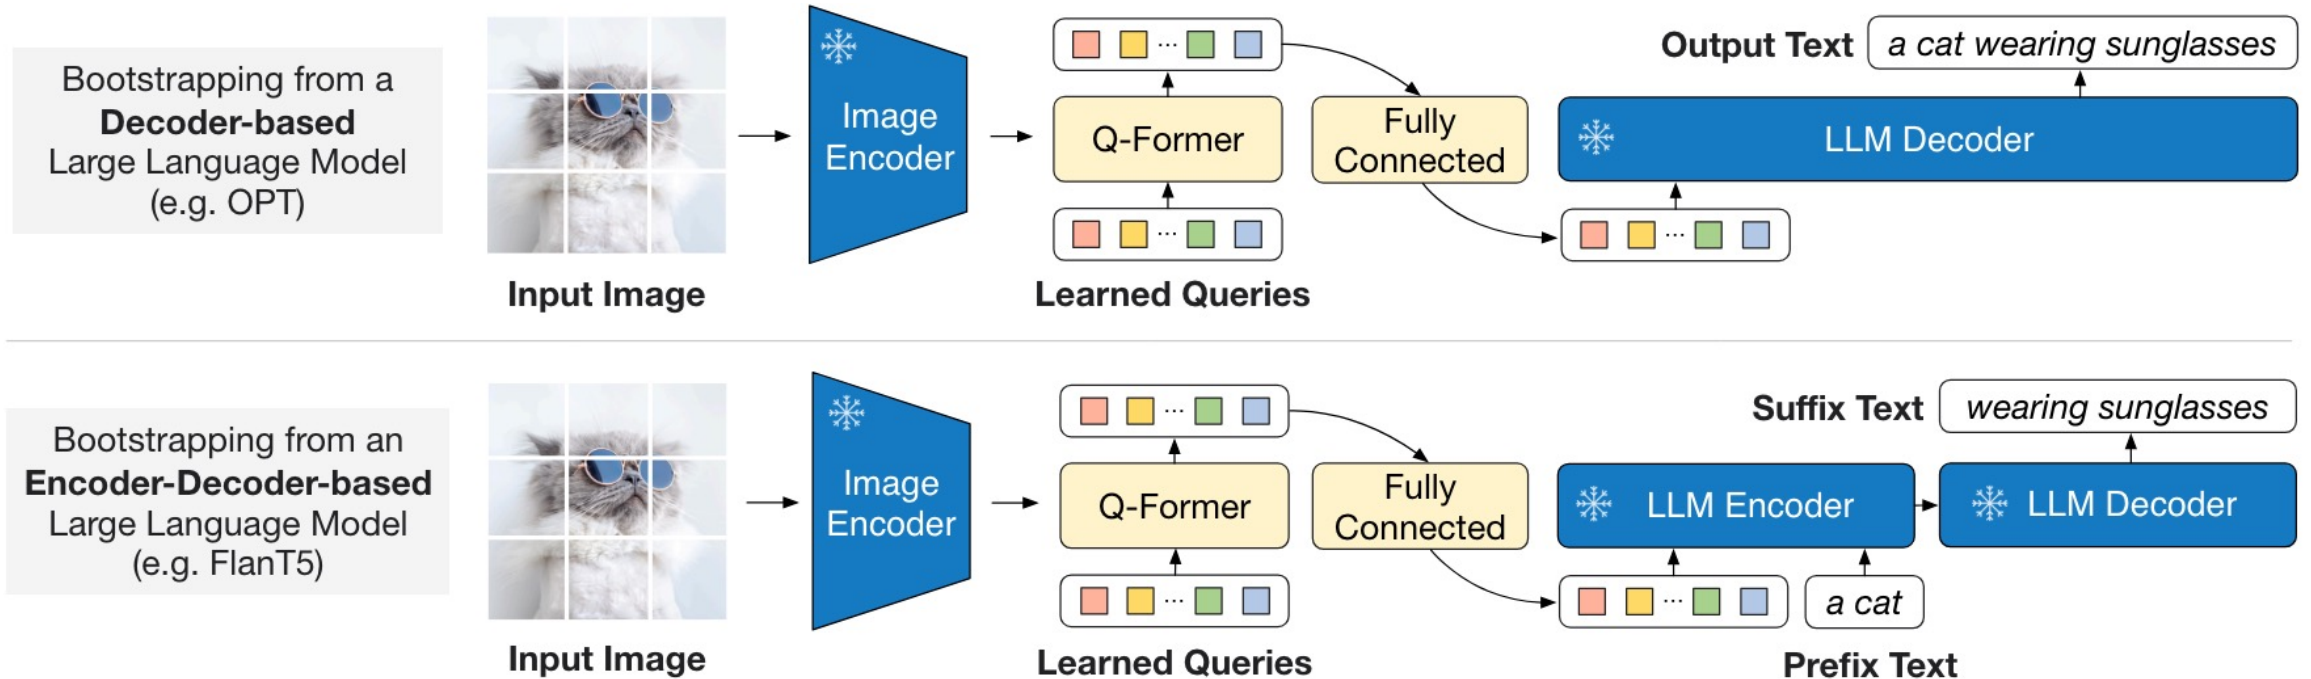 Bootstrapping from a
Decoder-based
Large Language Model
(e.g. OPT)
Input Image
Image
Encoder
Q-Former
Learned Queries
Fully
Connected
Output Text
a cat wearing sunglasses
LLM Decoder
Bootstrapping from an
Encoder-Decoder-based
Large Language Model
(e.g. FlanT5)
Input Image
Image
Encoder
Q-Former
Learned Queries
Fully
Connected
Suffix Text
wearing sunglasses
LLM Encoder
LLM Decoder
a cat
Prefix Text